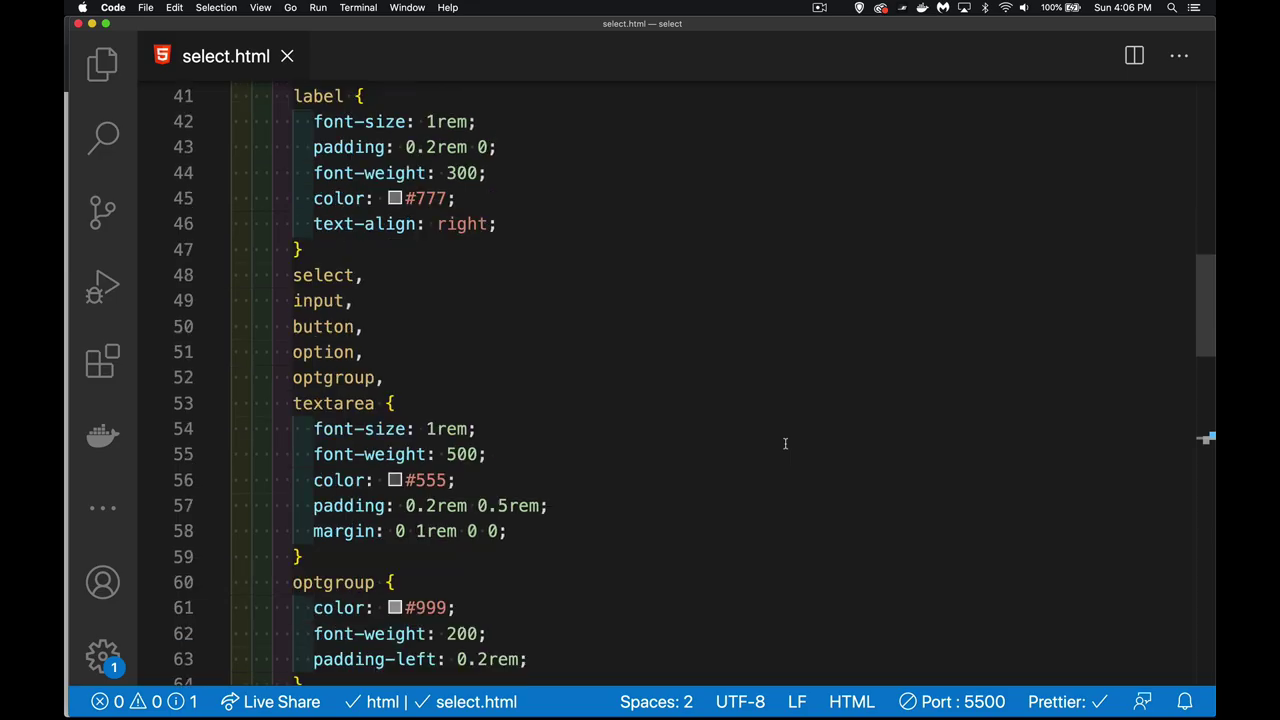 Code File Edit Selection View Go Run Terminal Window Help 100% Sun 4:06 PM
select.html — select
select.html
41 label {
42 font-size: 1rem;
43 padding: 0.2rem 0;
44 font-weight: 300;
45 color: #777;
46 text-align: right;
47 }
48 select,
49 input,
50 button,
51 option,
52 optgroup,
53 textarea {
54 font-size: 1rem;
55 font-weight: 500;
56 color: #555;
57 padding: 0.2rem 0.5rem;
58 margin: 0 1rem 0 0;
59 }
60 optgroup {
61 color: #999;
62 font-weight: 200;
63 padding-left: 0.2rem;
64 }
1
0 0 1 Live Share html | select.html Spaces: 2 UTF-8 LF HTML Port : 5500 Prettier: